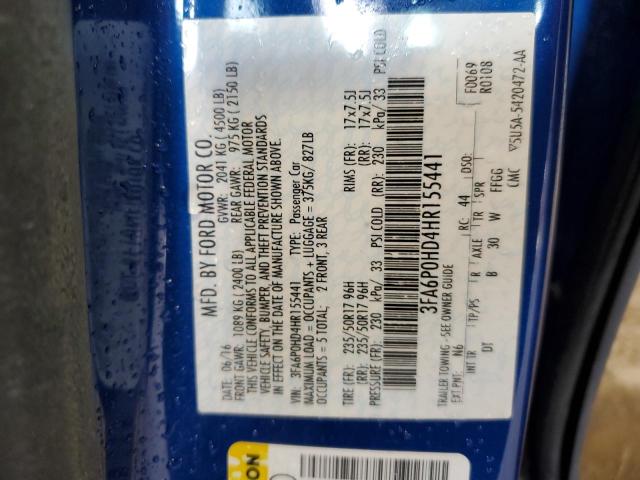 MFD. BY FORD MOTOR CO.
DATE: 06/16 GVWR: 2041 KG ( 4500 LB)
FRONT GAWR: 1089 KG ( 2400 LB) REAR GAWR: 975 KG ( 2150 LB)
THIS VEHICLE CONFORMS TO ALL APPLICABLE FEDERAL MOTOR
VEHICLE SAFETY, BUMPER, AND THEFT PREVENTION STANDARDS
IN EFFECT ON THE DATE OF MANUFACTURE SHOWN ABOVE.
VIN: 3FA6P0HD4HR155441 TYPE: Passenger Car
MAXIMUM LOAD = OCCUPANTS + LUGGAGE = 375KG/ 827LB
OCCUPANTS = 5 TOTAL: 2 FRONT, 3 REAR
TIRE (FR): 235/50R17 96H RIMS (FR): 17x7.5J
(RR): 235/50R17 96H (RR): 17x7.5J
PRESSURE (FR): 230 kPa/ 33 PSI COLD (RR): 230 kPa/ 33 PSI COLD
3FA6P0HD4HR155441
F0069
TRAILER TOWING-SEE OWNER GUIDE R0108
EXT PNT: N6 RC: 44 DSO:
INT TR TP/PS R AXLE TR SPR
DT B 30 W FFGG
CMC 5U5A-5420472-AA
ON